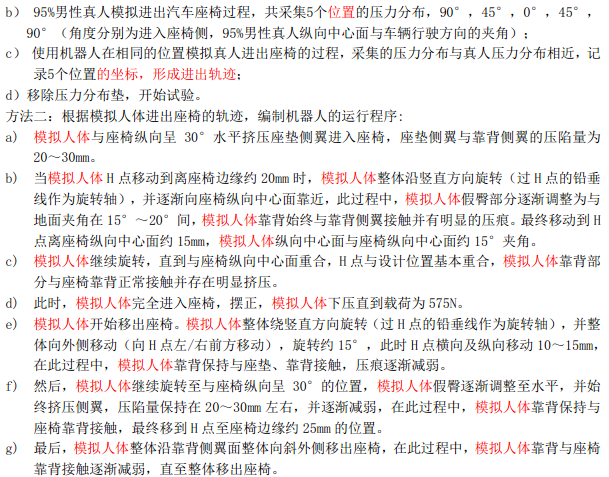 b） 95%男性真人模拟进出汽车座椅过程，共采集5个位置的压力分布，90°，45°，0°，45°，
90°（角度分别为进入座椅侧，95%男性真人纵向中心面与车辆行驶方向的夹角）；
c） 使用机器人在相同的位置模拟真人进出座椅的过程，采集的压力分布与真人压力分布相近，记
录5个位置的坐标，形成进出轨迹；
d）移除压力分布垫，开始试验。
方法二：根据模拟人体进出座椅的轨迹，编制机器人的运行程序:
a) 模拟人体与座椅纵向呈 30°水平挤压座垫侧翼进入座椅，座垫侧翼与靠背侧翼的压陷量为
20～30mm。
b) 当模拟人体 H 点移动到离座椅边缘约 20mm 时，模拟人体整体沿竖直方向旋转（过 H 点的铅垂
线作为旋转轴），并逐渐向座椅纵向中心面靠近，此过程中，模拟人体假臀部分逐渐调整为与
地面夹角在 15°～20°间，模拟人体靠背始终与靠背侧翼接触并有明显的压痕。最终移动到 H
点离座椅纵向中心面约 15mm，模拟人体纵向中心面与座椅纵向中心面约 15°夹角。
c) 模拟人体继续旋转，直到与座椅纵向中心面重合，H 点与设计位置基本重合，模拟人体靠背部
分与座椅靠背正常接触并存在明显挤压。
d) 此时，模拟人体完全进入座椅，摆正，模拟人体下压直到载荷为 575N。
e) 模拟人体开始移出座椅。模拟人体整体绕竖直方向旋转（过 H 点的铅垂线作为旋转轴），并整
体向外侧移动（向 H 点左/右前方移动），旋转约 15°，此时 H 点横向及纵向移动 10～15mm，
在此过程中，模拟人体靠背保持与座垫、靠背接触，压痕逐渐减弱。
f) 然后，模拟人体继续旋转至与座椅纵向呈 30°的位置，模拟人体假臀逐渐调整至水平，并始
终挤压侧翼，压陷量保持在 20～30mm 左右，并逐渐减弱，在此过程中，模拟人体靠背保持与
座椅靠背接触，最终移到 H 点至座椅边缘约 25mm 的位置。
g) 最后，模拟人体整体沿靠背侧翼面整体向斜外侧移出座椅，在此过程中，模拟人体靠背与座椅
靠背接触逐渐减弱，直至整体移出座椅。